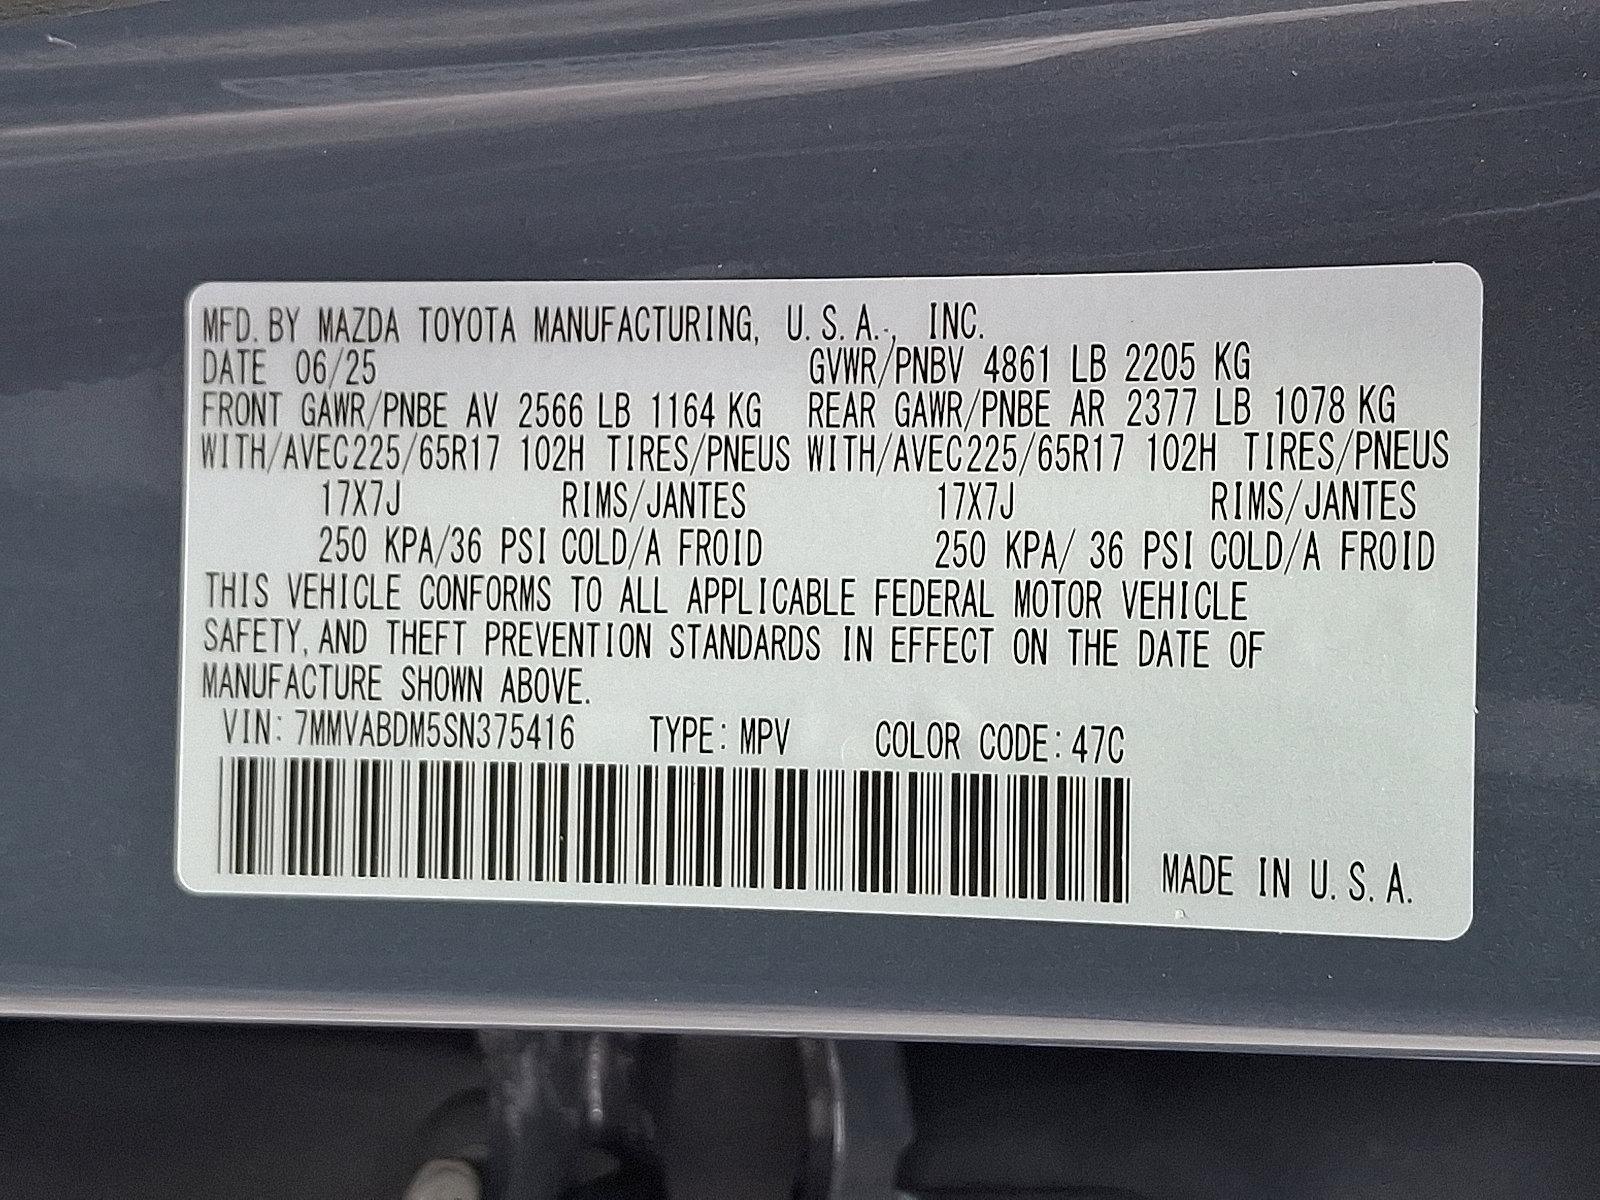 MFD. BY MAZDA TOYOTA MANUFACTURING, U.S.A., INC.
DATE 06/25 GVWR/PNBV 4861 LB 2205 KG
FRONT GAWR/PNBE AV 2566 LB 1164 KG REAR GAWR/PNBE AR 2377 LB 1078 KG
WITH/AVEC225/65R17 102H TIRES/PNEUS WITH/AVEC225/65R17 102H TIRES/PNEUS
17X7J RIMS/JANTES 17X7J RIMS/JANTES
250 KPA/36 PSI COLD/A FROID 250 KPA/ 36 PSI COLD/A FROID
THIS VEHICLE CONFORMS TO ALL APPLICABLE FEDERAL MOTOR VEHICLE
SAFETY, AND THEFT PREVENTION STANDARDS IN EFFECT ON THE DATE OF
MANUFACTURE SHOWN ABOVE.
VIN: 7MMVABDM5SN375416 TYPE: MPV COLOR CODE: 47C
MADE IN U.S.A.